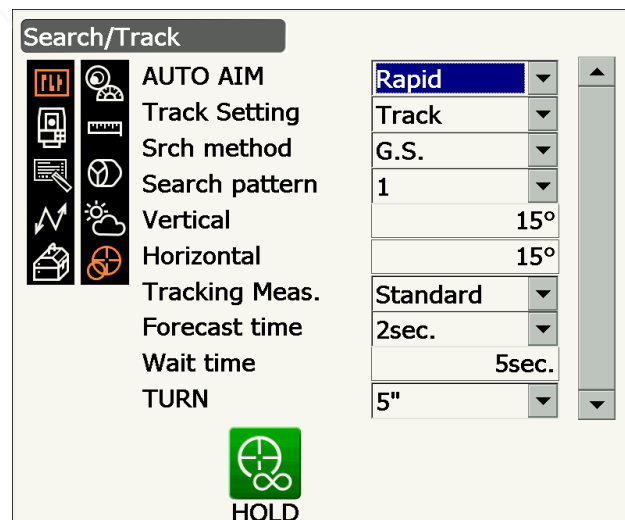 Search/Track
AUTO AIM Rapid
Track Setting Track
Srch method G.S.
Search pattern 1
Vertical 15°
Horizontal 15°
Tracking Meas. Standard
Forecast time 2sec.
Wait time 5sec.
TURN 5"
HOLD